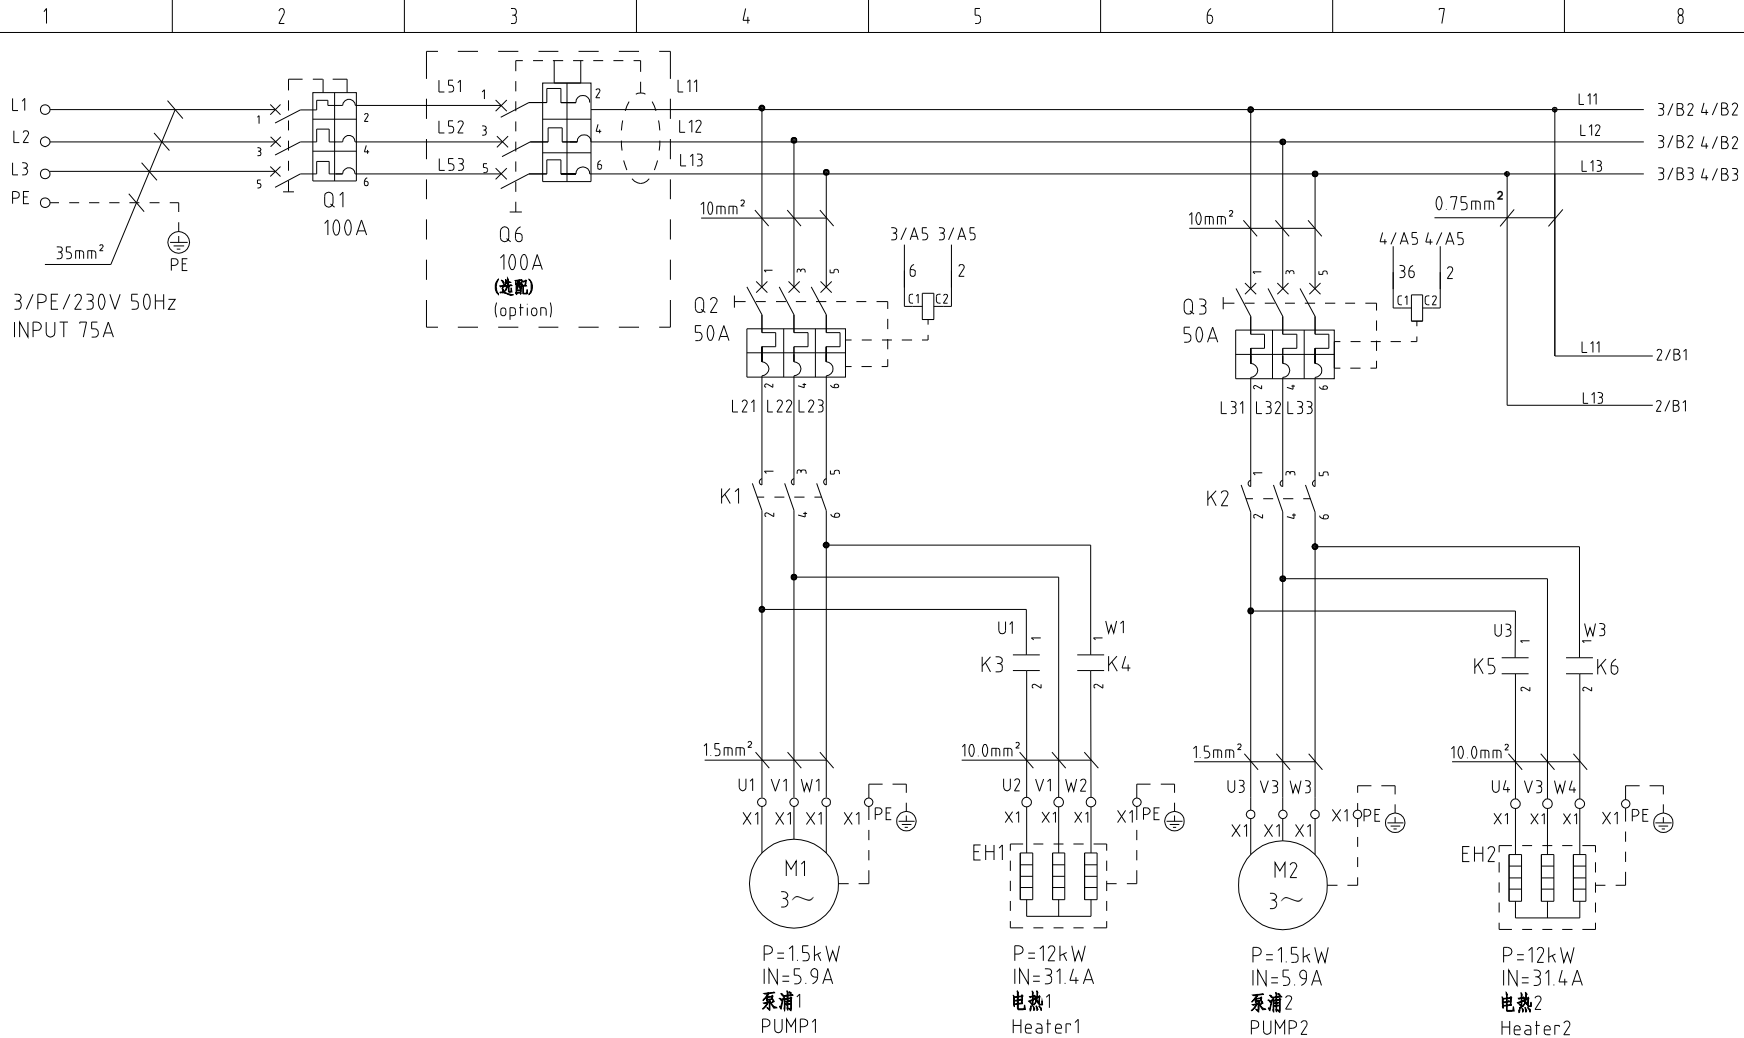 1 2 3 4 5 6 7 8
L1
L2
L3
PE
35mm²
PE
3/PE/230V 50Hz
INPUT 75A
1 2
3 4
5 6
Q1
100A
L51
L52
L53
1 2
3 4
5 6
Q6
100A
(选配)
(option)
L11
L12
L13
10mm²
Q2
50A
1 3 5
2 4 6
L21 L22 L23
3/A5 3/A5
6 2
C1 C2
K1
1 3 5
2 4 6
U1 W1
1 1
K3 K4
2 2
1.5mm²
U1 V1 W1
X1 X1 X1 X1 PE
M1
3~
P=1.5kW
IN=5.9A
泵浦1
PUMP1
10.0mm²
U2 V1 W2
X1 X1 X1 X1 PE
EH1
P=12kW
IN=31.4A
电热1
Heater1
10mm²
Q3
50A
1 3 5
2 4 6
L31 L32 L33
4/A5 4/A5
36 2
C1 C2
K2
1 3 5
2 4 6
U3 W3
1 1
K5 K6
2 2
1.5mm²
U3 V3 W3
X1 X1 X1 X1 PE
M2
3~
P=1.5kW
IN=5.9A
泵浦2
PUMP2
10.0mm²
U4 V3 W4
X1 X1 X1 X1 PE
EH2
P=12kW
IN=31.4A
电热2
Heater2
L11 3/B2 4/B2
L12 3/B2 4/B2
L13 3/B3 4/B3
0.75mm²
L11 2/B1
L13 2/B1